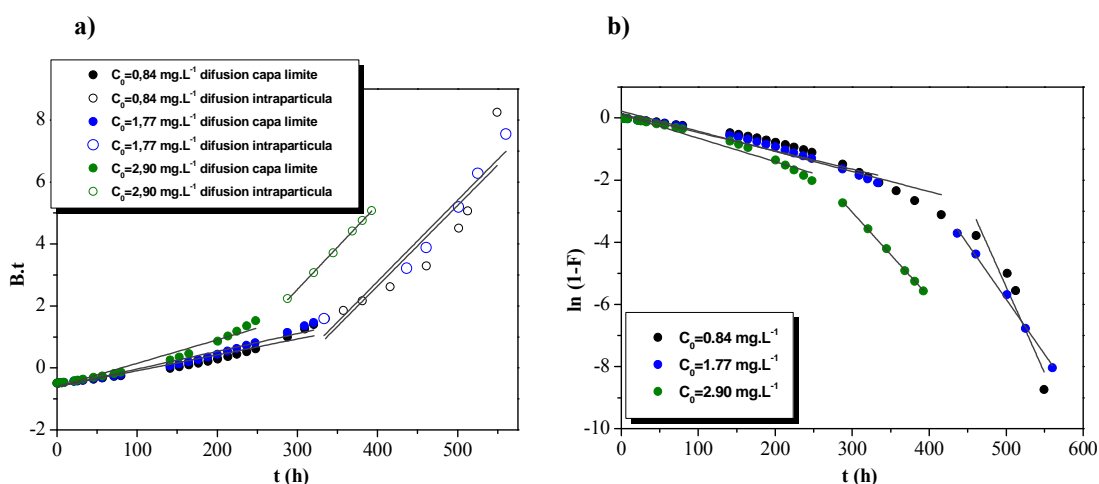 a)
C0=0,84 mg.L-1 difusion capa limite
C0=0,84 mg.L-1 difusion intraparticula
C0=1,77 mg.L-1 difusion capa limite
C0=1,77 mg.L-1 difusion intraparticula
C0=2,90 mg.L-1 difusion capa limite
C0=2,90 mg.L-1 difusion intraparticula
8
6
4
2
0
-2
B.t
0 100 200 300 400 500
t (h)
b)
0
-2
-4
-6
-8
-10
ln (1-F)
C0=0.84 mg.L-1
C0=1.77 mg.L-1
C0=2.90 mg.L-1
0 100 200 300 400 500 600
t (h)